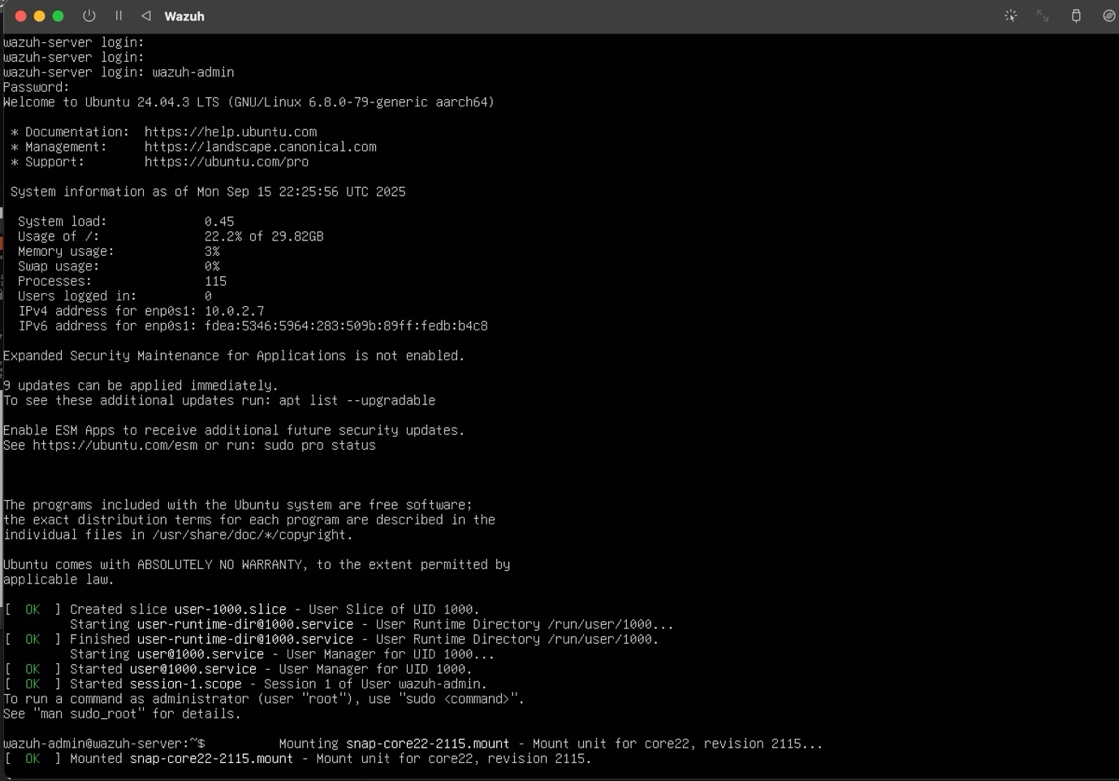 Wazuh
wazuh-server login:
wazuh-server login:
wazuh-server login: wazuh-admin
Password:
Welcome to Ubuntu 24.04.3 LTS (GNU/Linux 6.8.0-79-generic aarch64)
* Documentation:  https://help.ubuntu.com
* Management:     https://landscape.canonical.com
* Support:        https://ubuntu.com/pro
System information as of Mon Sep 15 22:25:56 UTC 2025
System load:             0.45
Usage of /:              22.2% of 29.82GB
Memory usage:            3%
Swap usage:              0%
Processes:               115
Users logged in:         0
IPv4 address for enp0s1: 10.0.2.7
IPv6 address for enp0s1: fdea:5346:5964:283:509b:89ff:fedb:b4c8
Expanded Security Maintenance for Applications is not enabled.
9 updates can be applied immediately.
To see these additional updates run: apt list --upgradable
Enable ESM Apps to receive additional future security updates.
See https://ubuntu.com/esm or run: sudo pro status
The programs included with the Ubuntu system are free software;
the exact distribution terms for each program are described in the
individual files in /usr/share/doc/*/copyright.
Ubuntu comes with ABSOLUTELY NO WARRANTY, to the extent permitted by
applicable law.
[  OK  ] Created slice user-1000.slice - User Slice of UID 1000.
Starting user-runtime-dir@1000.service - User Runtime Directory /run/user/1000...
[  OK  ] Finished user-runtime-dir@1000.service - User Runtime Directory /run/user/1000.
Starting user@1000.service - User Manager for UID 1000...
[  OK  ] Started user@1000.service - User Manager for UID 1000.
[  OK  ] Started session-1.scope - Session 1 of User wazuh-admin.
To run a command as administrator (user "root"), use "sudo <command>".
See "man sudo_root" for details.
wazuh-admin@wazuh-server:~$          Mounting snap-core22-2115.mount - Mount unit for core22, revision 2115...
[  OK  ] Mounted snap-core22-2115.mount - Mount unit for core22, revision 2115.